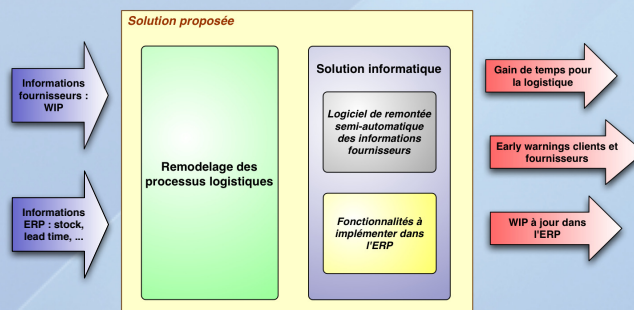 Solution proposée
Informations
fournisseurs :
WIP
Informations
ERP : stock,
lead time, ...
Remodelage des
processus logistiques
Solution informatique
Logiciel de remontée
semi-automatique
des informations
fournisseurs
Fonctionnalités à
implémenter dans
l'ERP
Gain de temps pour
la logistique
Early warnings clients et
fournisseurs
WIP à jour dans
l'ERP